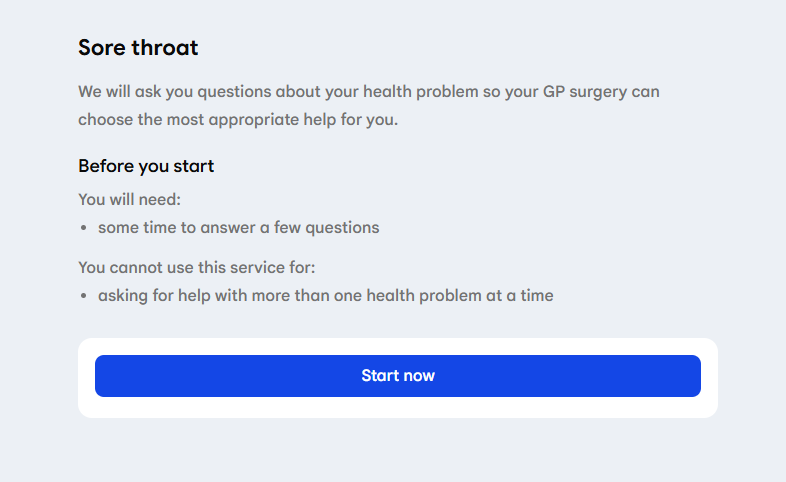 Sore throat
We will ask you questions about your health problem so your GP surgery can
choose the most appropriate help for you.
Before you start
You will need:
• some time to answer a few questions
You cannot use this service for:
• asking for help with more than one health problem at a time
Start now